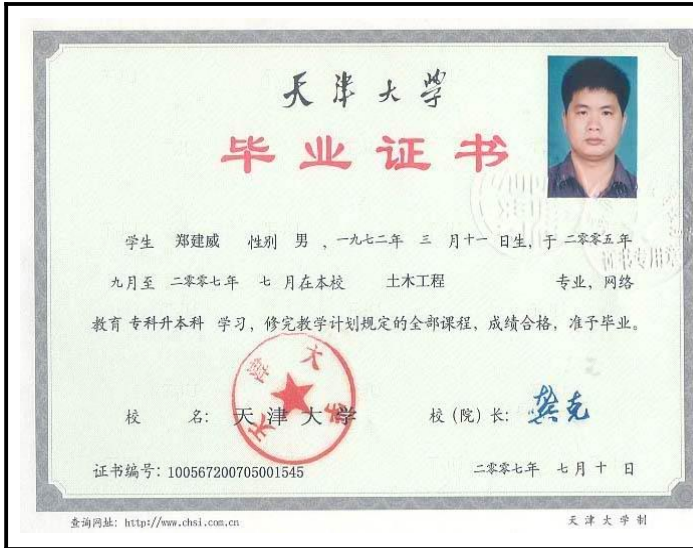 天津大学
毕业证书
学生 郑建威 性别 男 ，一九七二年 三 月十一 日生，于 二零零五年
九月至 二零零七年 七 月在本校 土木工程 专业，网络
教育 专科升本科 学习，修完教学计划规定的全部课程，成绩合格，准予毕业。
天津大学
校 名： 天津大学 校（院）长： 龚克
证书编号：100567200705001545 二零零七年 七 月 十 日
查询网址：http://www.chsi.com.cn 天津大学制